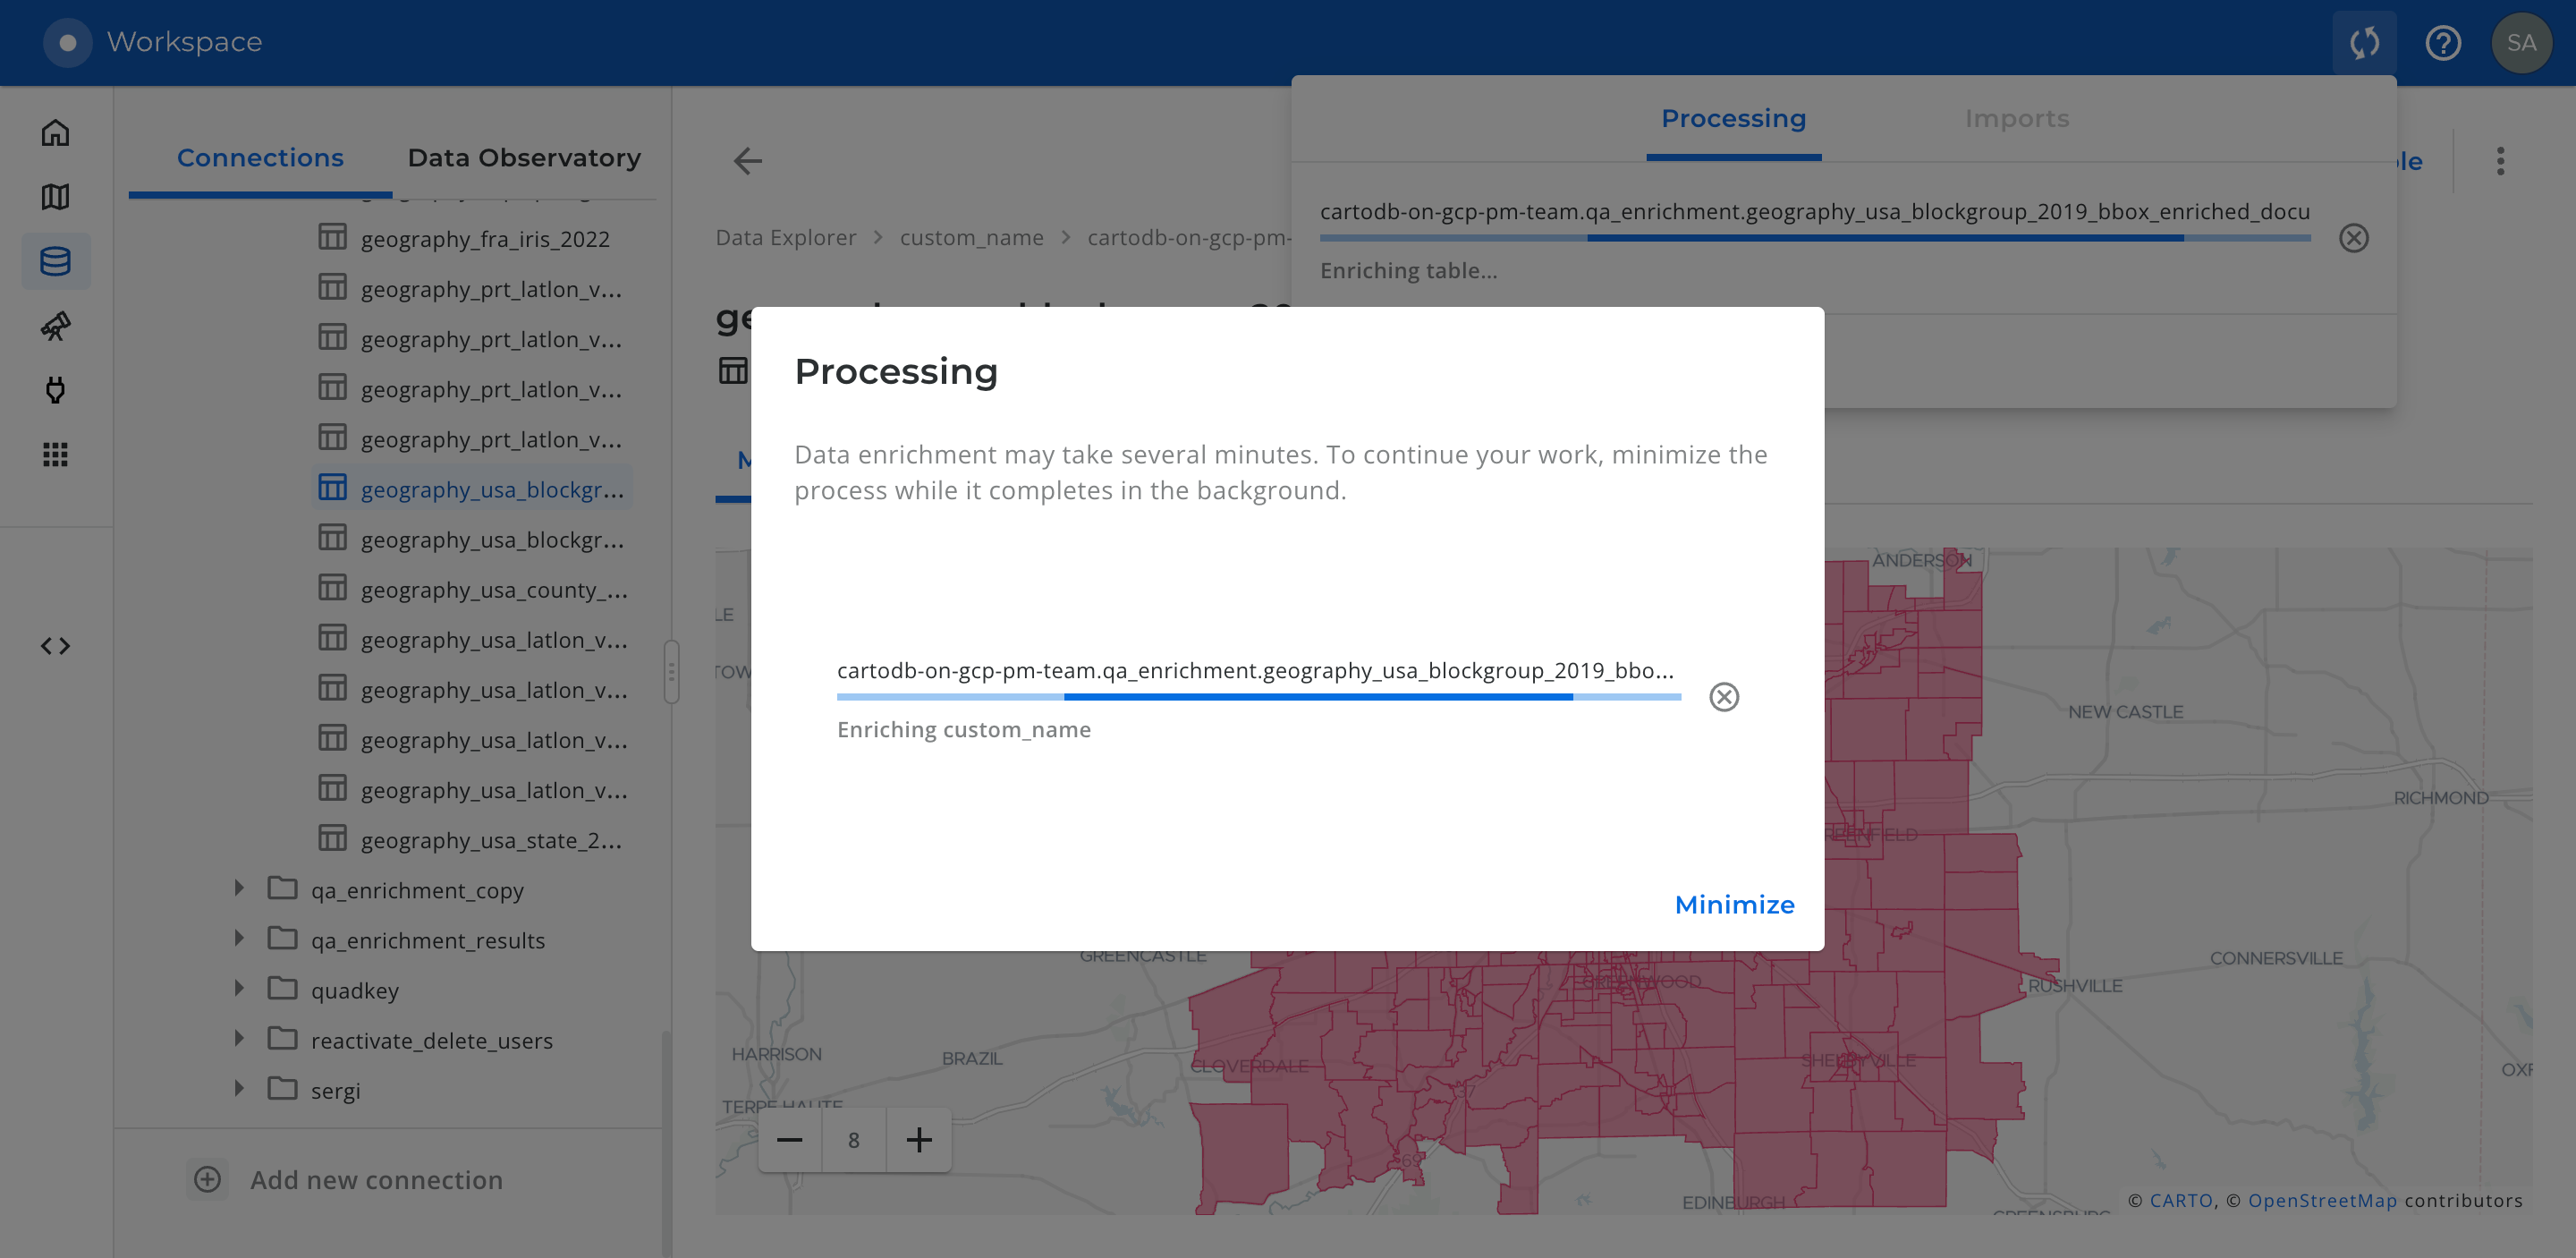 Workspace
SA
Connections
Data Observatory
geography_fra_iris_2022
geography_prt_latlon_v...
geography_prt_latlon_v...
geography_prt_latlon_v...
geography_prt_latlon_v...
geography_usa_blockgr...
geography_usa_blockgr...
geography_usa_county_...
geography_usa_latlon_v...
geography_usa_latlon_v...
geography_usa_latlon_v...
geography_usa_latlon_v...
geography_usa_state_2...
qa_enrichment_copy
qa_enrichment_results
quadkey
reactivate_delete_users
sergi
Add new connection
Data Explorer > custom_name > cartodb-on-gcp-pm-
Processing
Imports
cartodb-on-gcp-pm-team.qa_enrichment.geography_usa_blockgroup_2019_bbox_enriched_docu
Enriching table...
Processing
Data enrichment may take several minutes. To continue your work, minimize the
process while it completes in the background.
cartodb-on-gcp-pm-team.qa_enrichment.geography_usa_blockgroup_2019_bbo...
Enriching custom_name
Minimize
ANDERSON
NEW CASTLE
RICHMOND
GREENCASTLE
GREENWOOD
CONNERSVILLE
RUSHVILLE
HARRISON
BRAZIL
CLOVERDALE
SHELBYVILLE
TERRE HAUTE
8
69
EDINBURGH
GREENSBURG
© CARTO, © OpenStreetMap contributors